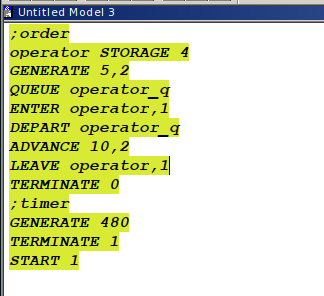 Untitled Model 3
;order
operator STORAGE 4
GENERATE 5,2
QUEUE operator_q
ENTER operator,1
DEPART operator_q
ADVANCE 10,2
LEAVE operator,1
TERMINATE 0
;timer
GENERATE 480
TERMINATE 1
START 1